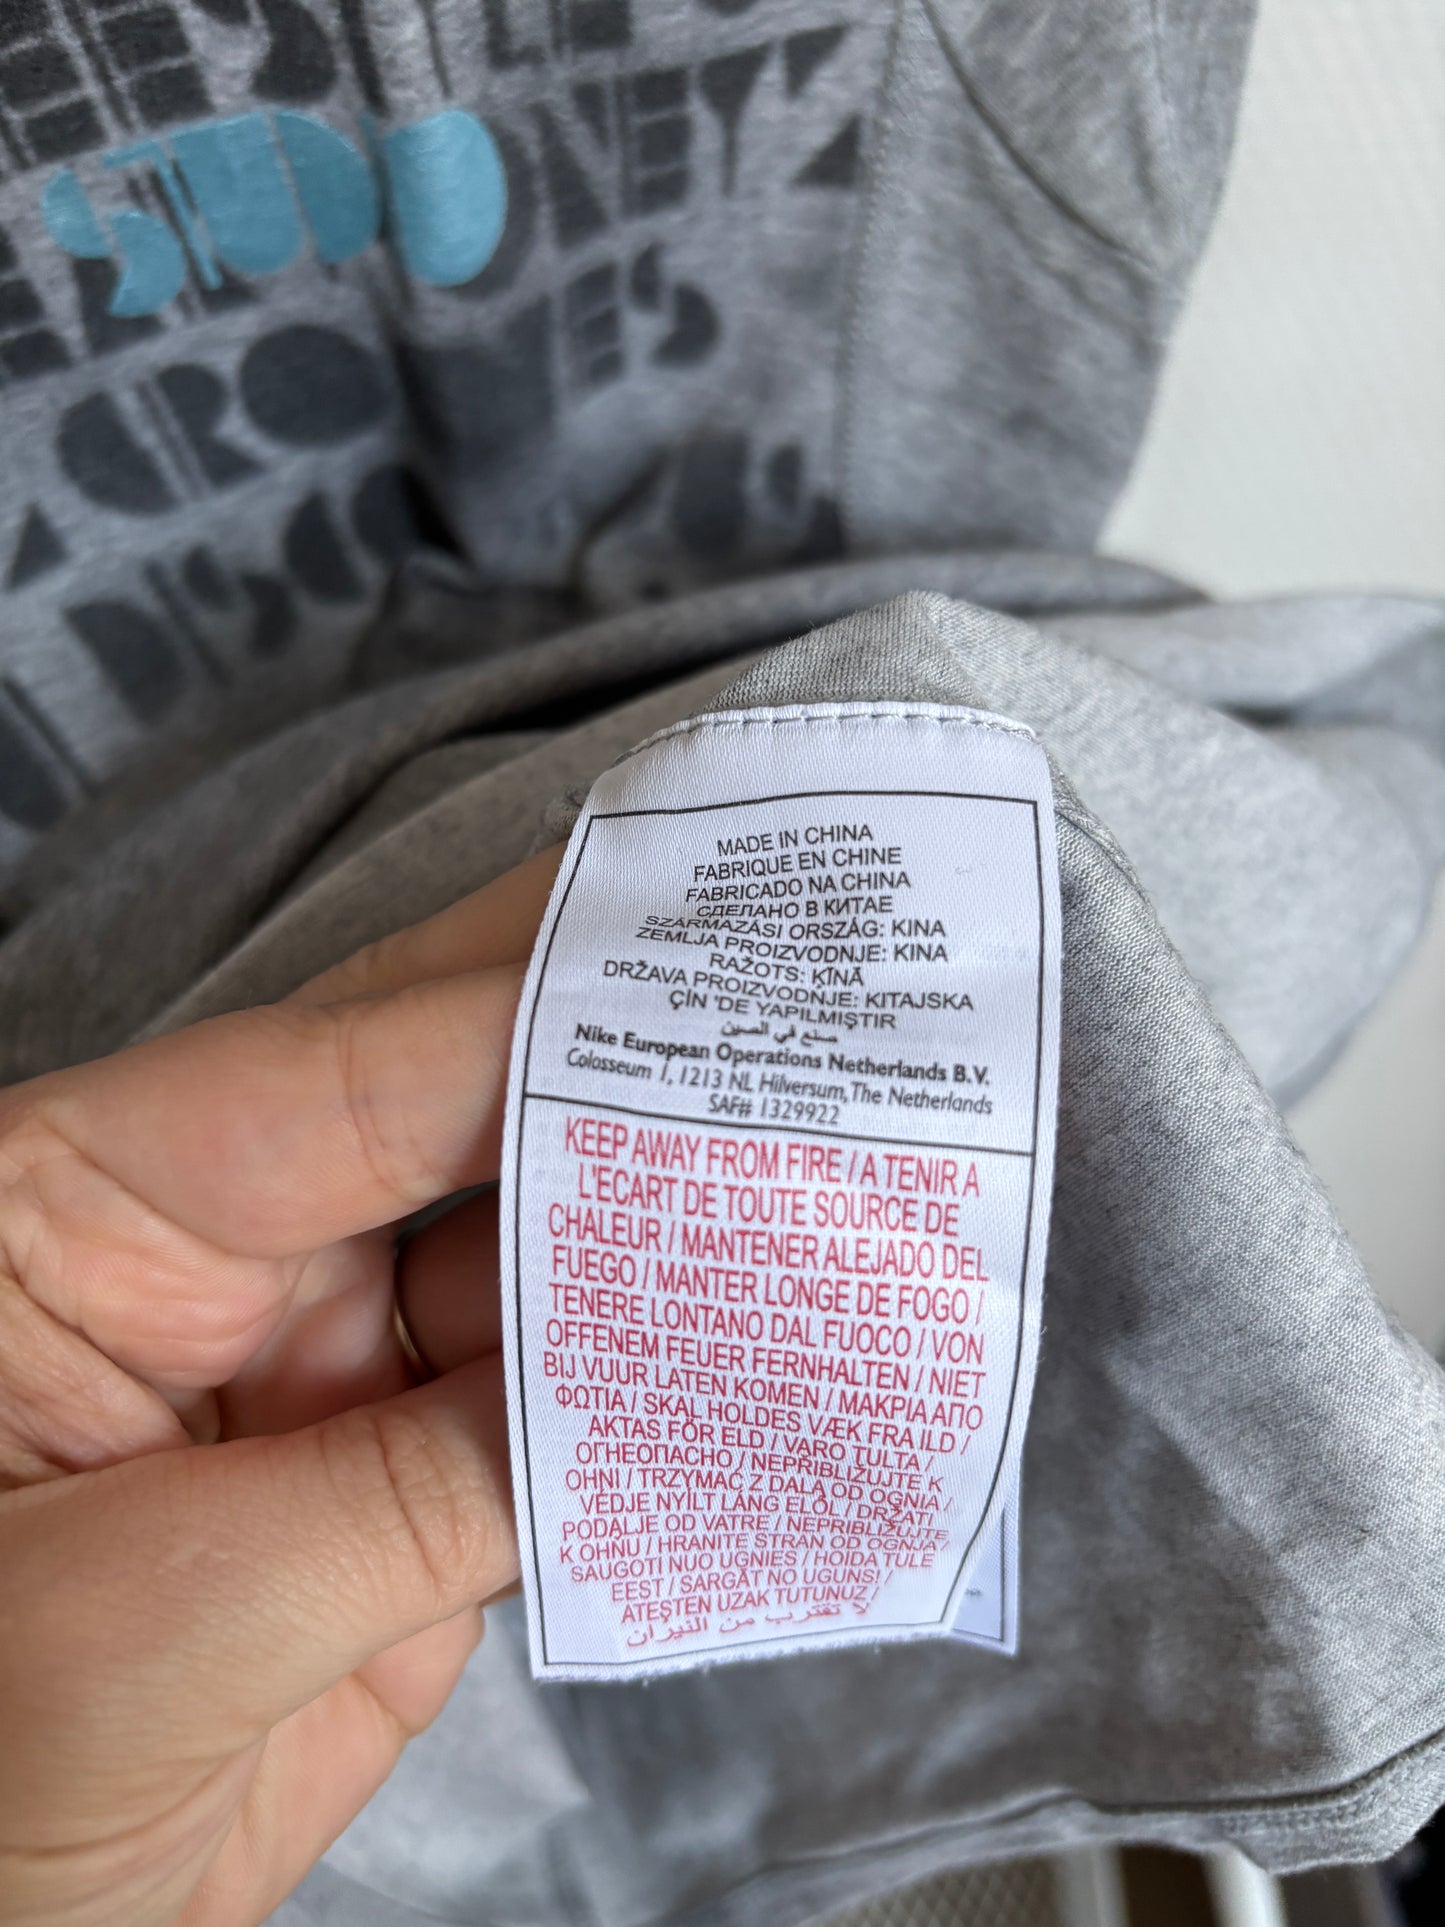 STUDIO
MADE IN CHINA
FABRIQUE EN CHINE
FABRICADO NA CHINA
СДЕЛАНО В КИТАЕ
SZÁRMAZÁSI ORSZÁG: KINA
ZEMLJA PROIZVODNJE: KINA
RAŽOTS: ĶĪNĀ
DRŽAVA PROIZVODNJE: KITAJSKA
ÇİN 'DE YAPILMIŞTIR
صنع في الصين
Nike European Operations Netherlands B.V.
Colosseum 1, 1213 NL Hilversum, The Netherlands
SAF# 1329922
KEEP AWAY FROM FIRE / A TENIR A
L'ECART DE TOUTE SOURCE DE
CHALEUR / MANTENER ALEJADO DEL
FUEGO / MANTER LONGE DE FOGO /
TENERE LONTANO DAL FUOCO / VON
OFFENEM FEUER FERNHALTEN / NIET
BIJ VUUR LATEN KOMEN / ΜΑΚΡΙΑ ΑΠΟ
ΦΩΤΙΑ / SKAL HOLDES VÆK FRA ILD /
AKTAS FÖR ELD / VARO TULTA /
ОГНЕОПАСНО / NEPŘIBLIŽUJTE K
OHNI / TRZYMAĆ Z DALA OD OGNIA /
VÉDJE NYÍLT LÁNG ELŐL / DRŽATI
PODALJE OD VATRE / NEPRIBLIŽUJTE
K OHŇU / HRANITE STRAN OD OGNJA /
SAUGOTI NUO UGNIES / HOIDA TULE
EEST / SARGĀT NO UGUNS! /
ATEŞTEN UZAK TUTUNUZ /
لا تقترب من النيران